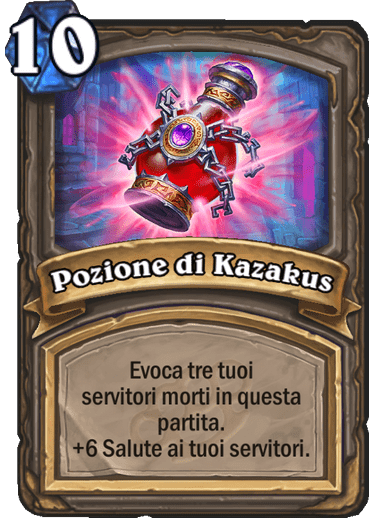 10
Pozione di Kazakus
Evoca tre tuoi
servitori morti in questa
partita.
+6 Salute ai tuoi servitori.